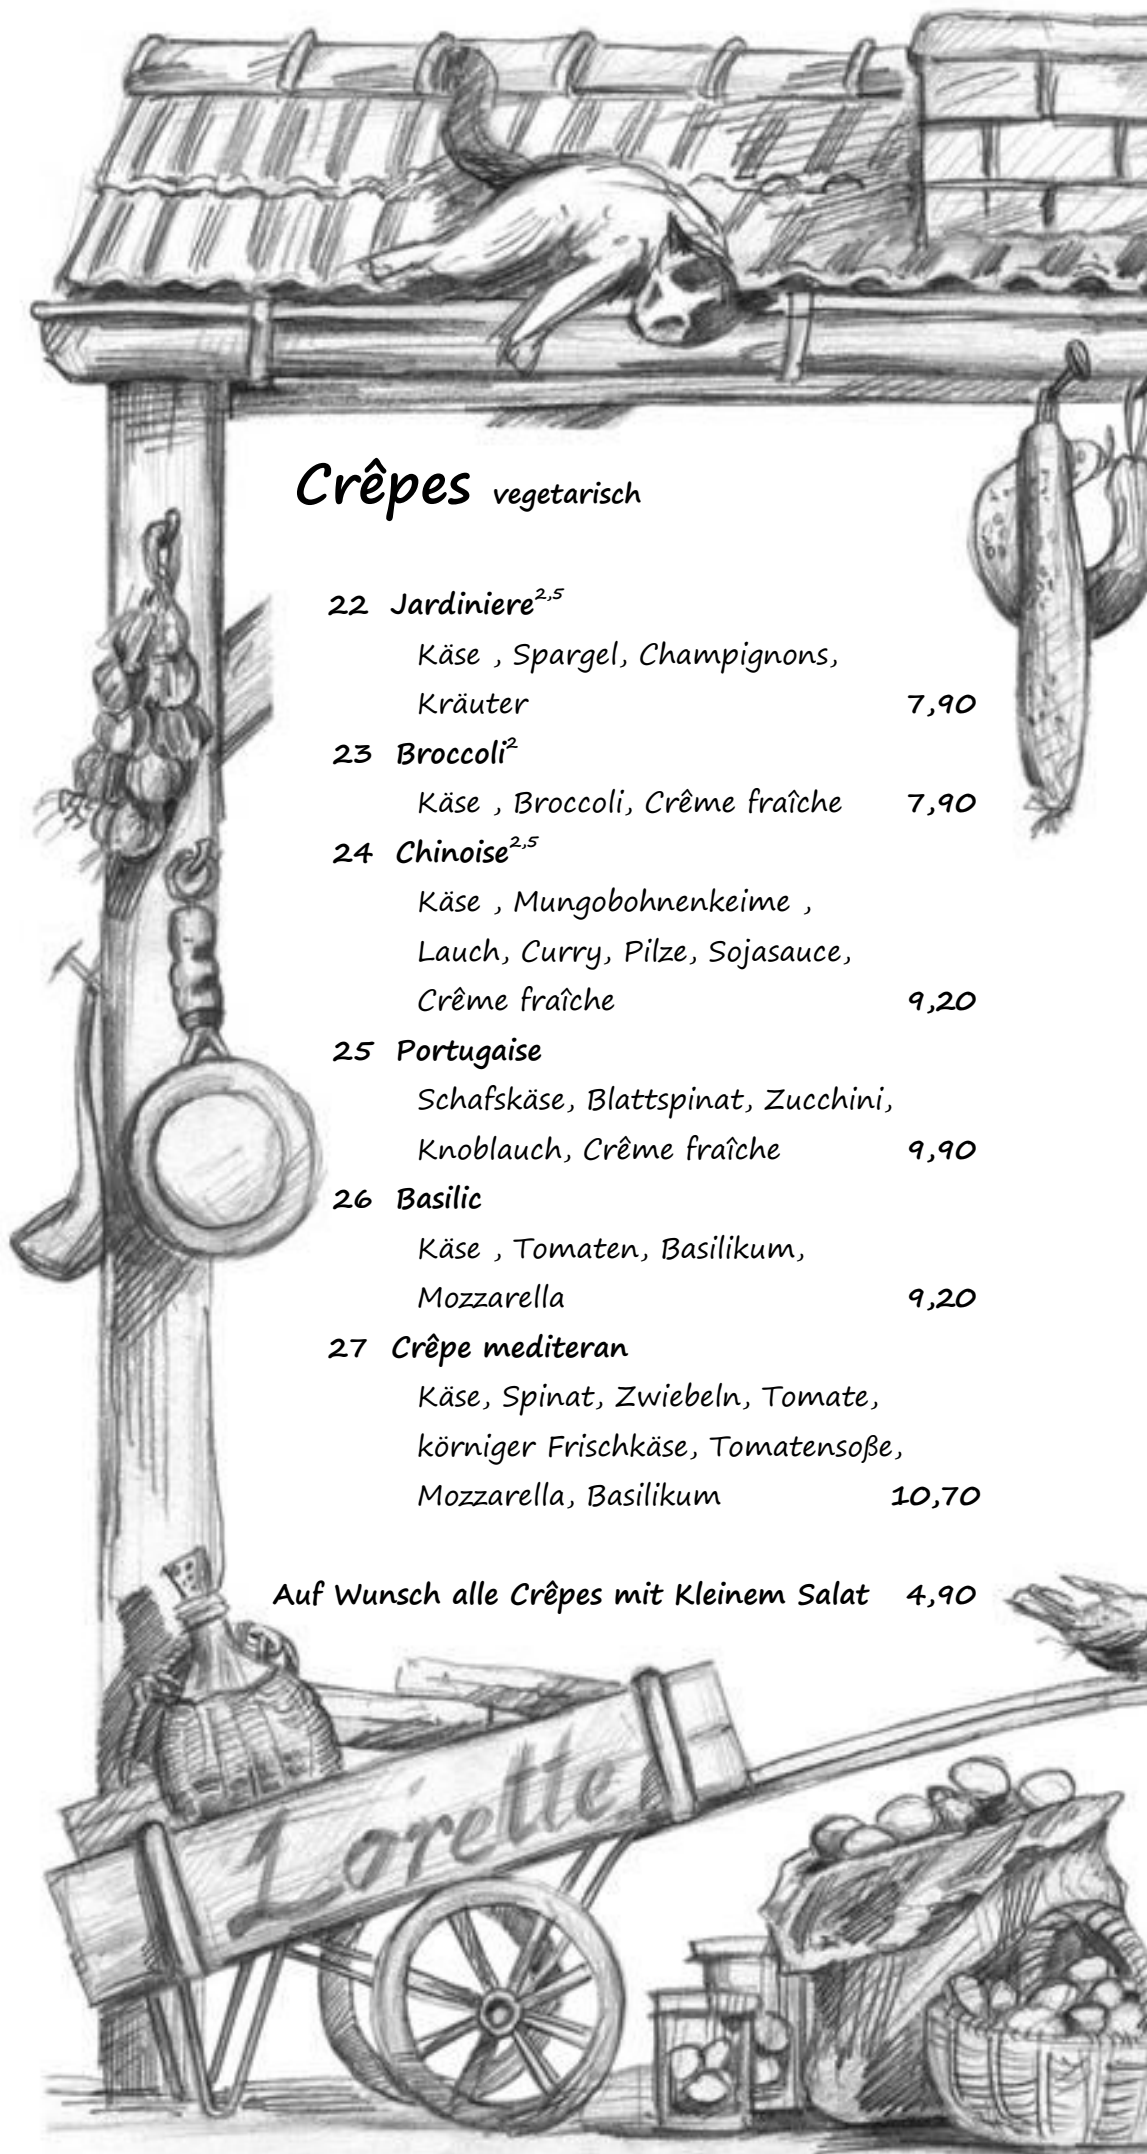 Crêpes vegetarisch
22 Jardiniere2,5
Käse , Spargel, Champignons,
Kräuter 7,90
23 Broccoli2
Käse , Broccoli, Crême fraîche 7,90
24 Chinoise2,5
Käse , Mungobohnenkeime ,
Lauch, Curry, Pilze, Sojasauce,
Crême fraîche 9,20
25 Portugaise
Schafskäse, Blattspinat, Zucchini,
Knoblauch, Crême fraîche 9,90
26 Basilic
Käse , Tomaten, Basilikum,
Mozzarella 9,20
27 Crêpe mediteran
Käse, Spinat, Zwiebeln, Tomate,
körniger Frischkäse, Tomatensoße,
Mozzarella, Basilikum 10,70
Auf Wunsch alle Crêpes mit Kleinem Salat 4,90
Lorette